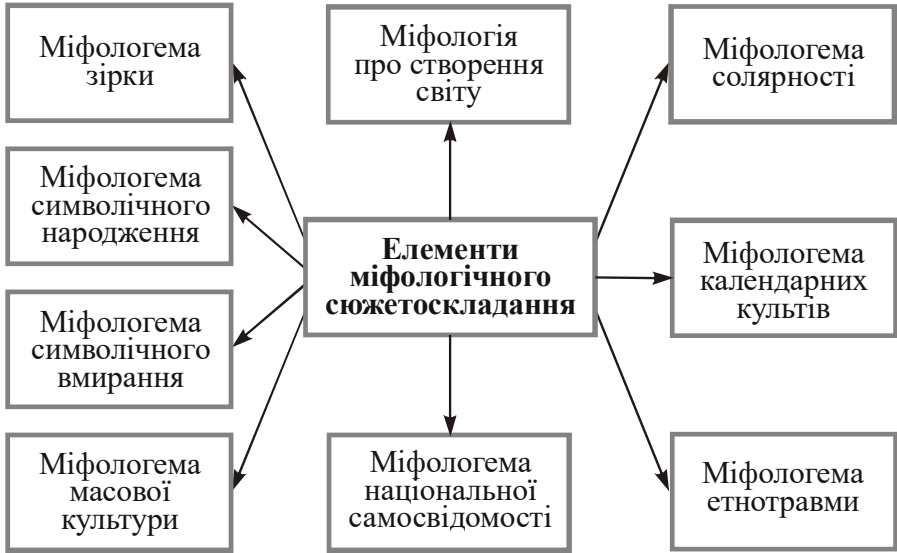 Міфологема
зірки
Міфологія
про створення
світу
Міфологема
солярності
Міфологема
символічного
народження
Елементи
міфологічного
сюжетоскладання
Міфологема
календарних
культів
Міфологема
символічного
вмирання
Міфологема
масової
культури
Міфологема
національної
самосвідомості
Міфологема
етнотравми